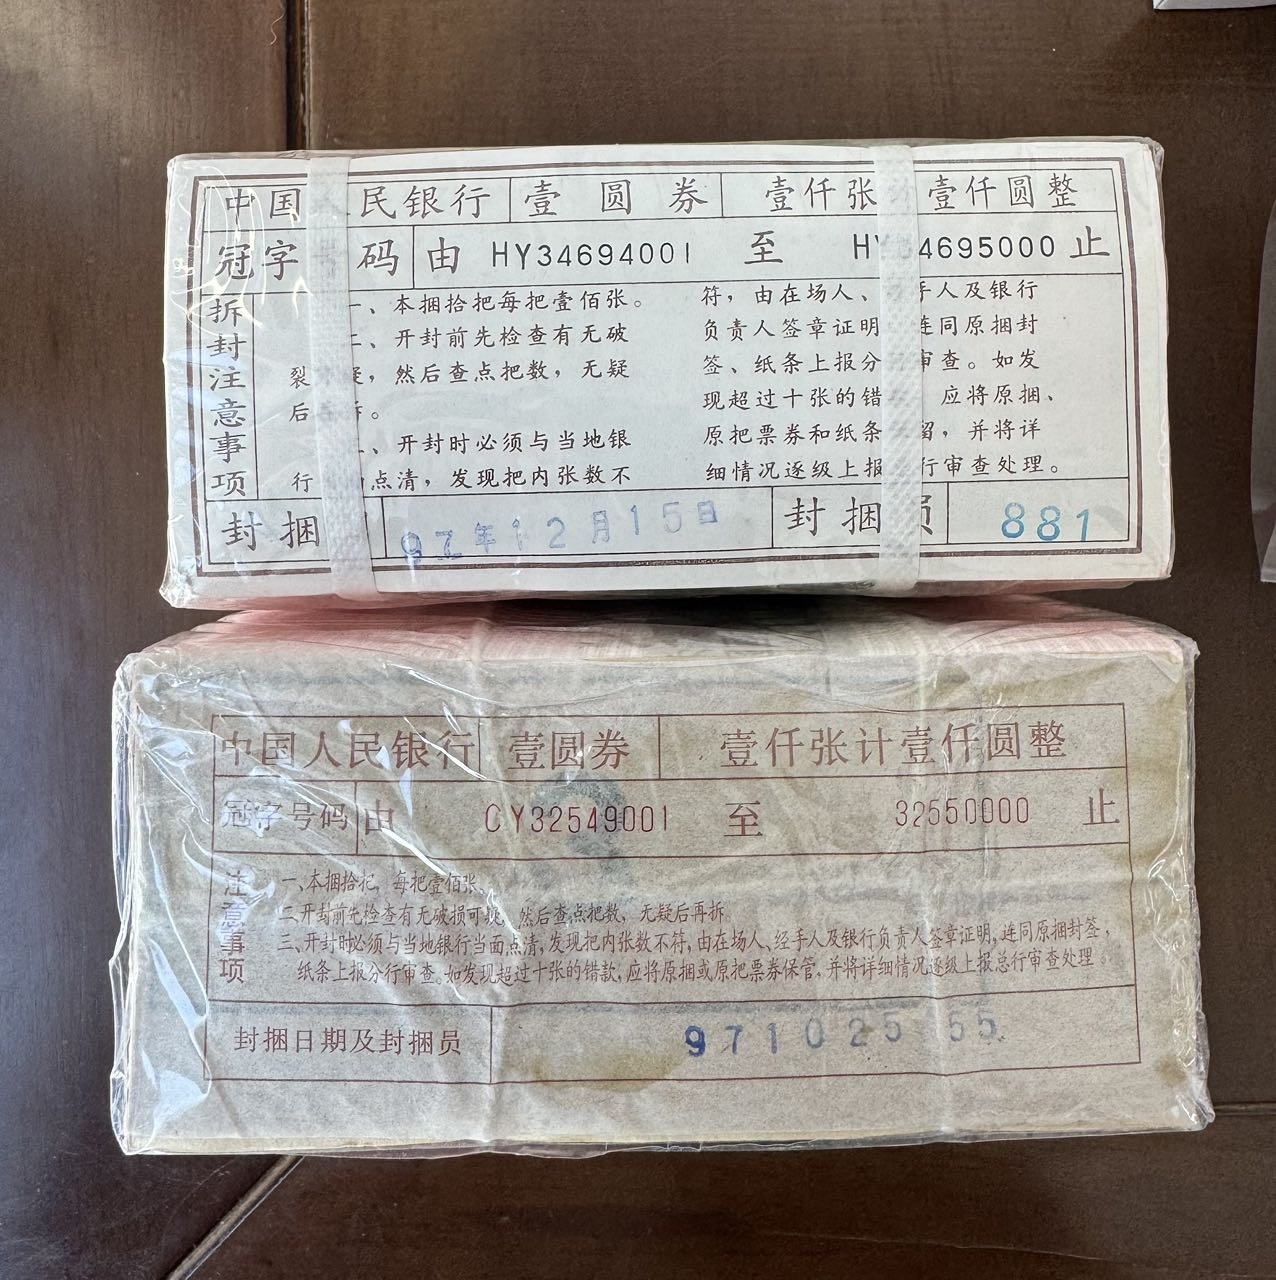 中国 民银行 壹圆券 壹仟张 壹仟圆整
冠字 码 由 HY34694001 至 H 4695000 止
拆封注意事项
一、本捆拾把每把壹佰张。
二、开封前先检查有无破
裂 疑，然后查点把数，无疑
后 拆。
、开封时必须与当地银
行 点清，发现把内张数不
符，由在场人、 手人及银行
负责人签章证明 连同原捆封
签、纸条上报分 审查。如发
现超过十张的错 应将原捆、
原把票券和纸条 留，并将详
细情况逐级上报 行审查处理。
封捆 97年12月15日 封捆员 881
中国人民银行 壹圆券 壹仟张计壹仟圆整
冠字号码 由 CY32549001 至 32550000 止
注意事项
一、本捆拾把，每把壹佰张。
二、开封前先检查有无破损可疑，然后查点把数，无疑后再拆。
三、开封时必须与当地银行当面点清，发现把内张数不符，由在场人、经手人及银行负责人签章证明，连同原捆封签，
纸条上报分行审查。如发现超过十张的错款，应将原捆或原把票券保管，并将详细情况逐级上报总行审查处理。
封捆日期及封捆员 971025 55